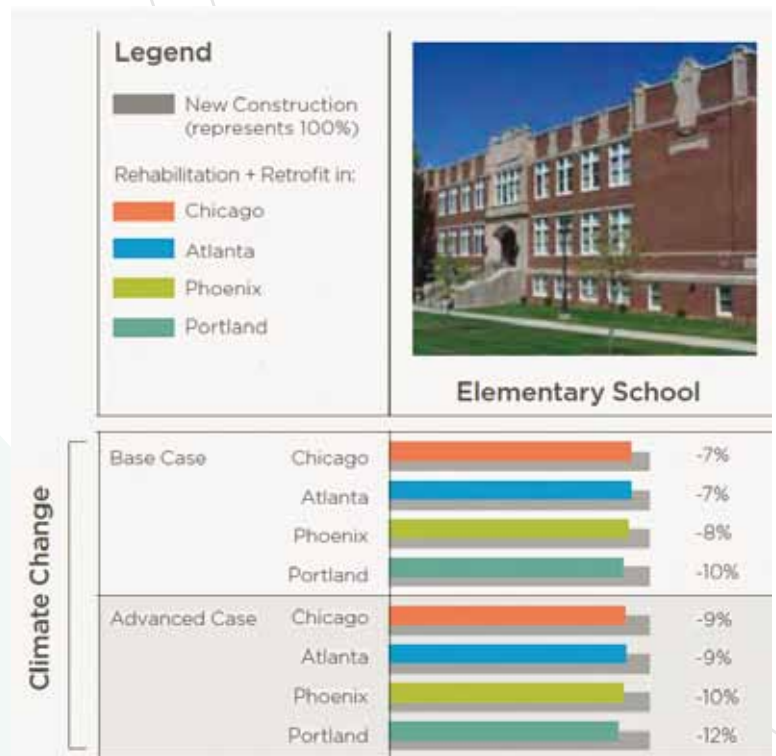 Legend
New Construction
(represents 100%)
Rehabilitation + Retrofit in:
Chicago
Atlanta
Phoenix
Portland
Elementary School
Climate Change
Base Case Chicago -7%
Atlanta -7%
Phoenix -8%
Portland -10%
Advanced Case Chicago -9%
Atlanta -9%
Phoenix -10%
Portland -12%